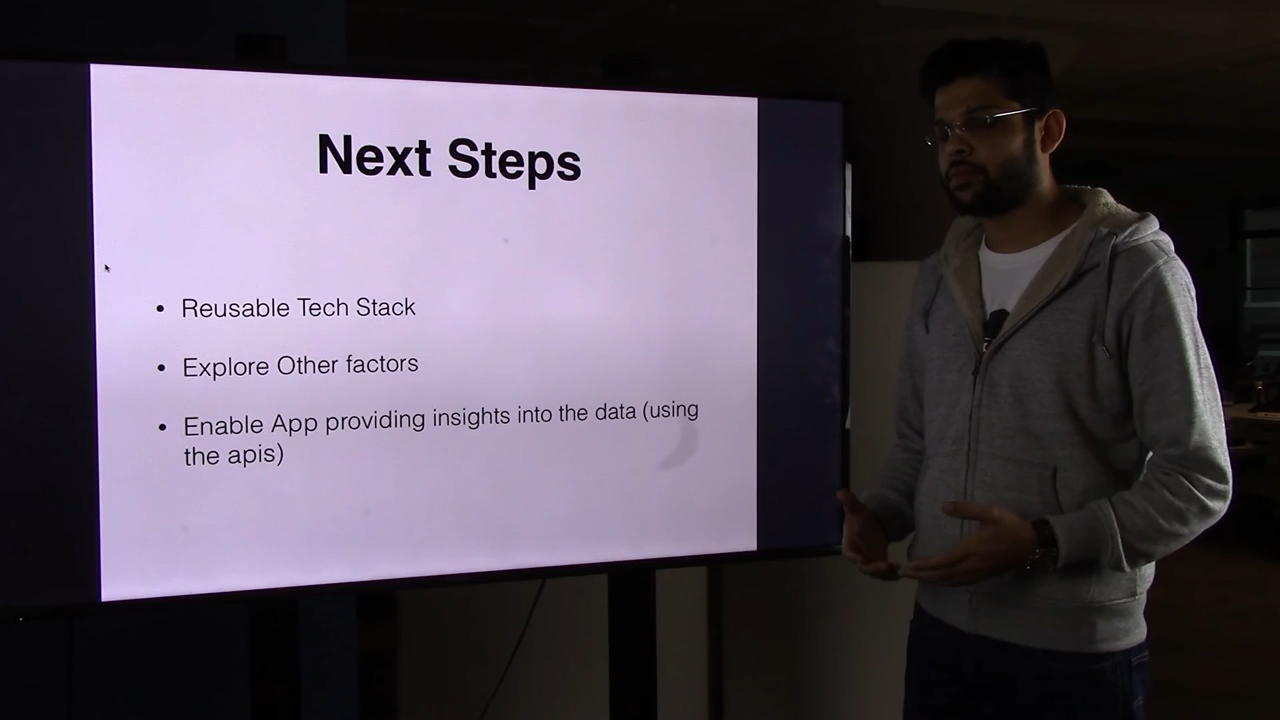 Next Steps
• Reusable Tech Stack
• Explore Other factors
• Enable App providing insights into the data (using
the apis)